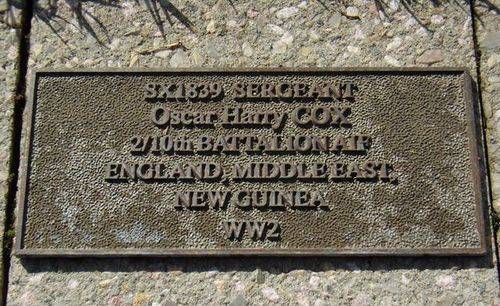 SX1839 SERGEANT
Oscar Harry COX
2/10th BATTALION AIF
ENGLAND, MIDDLE EAST,
NEW GUINEA
WW2